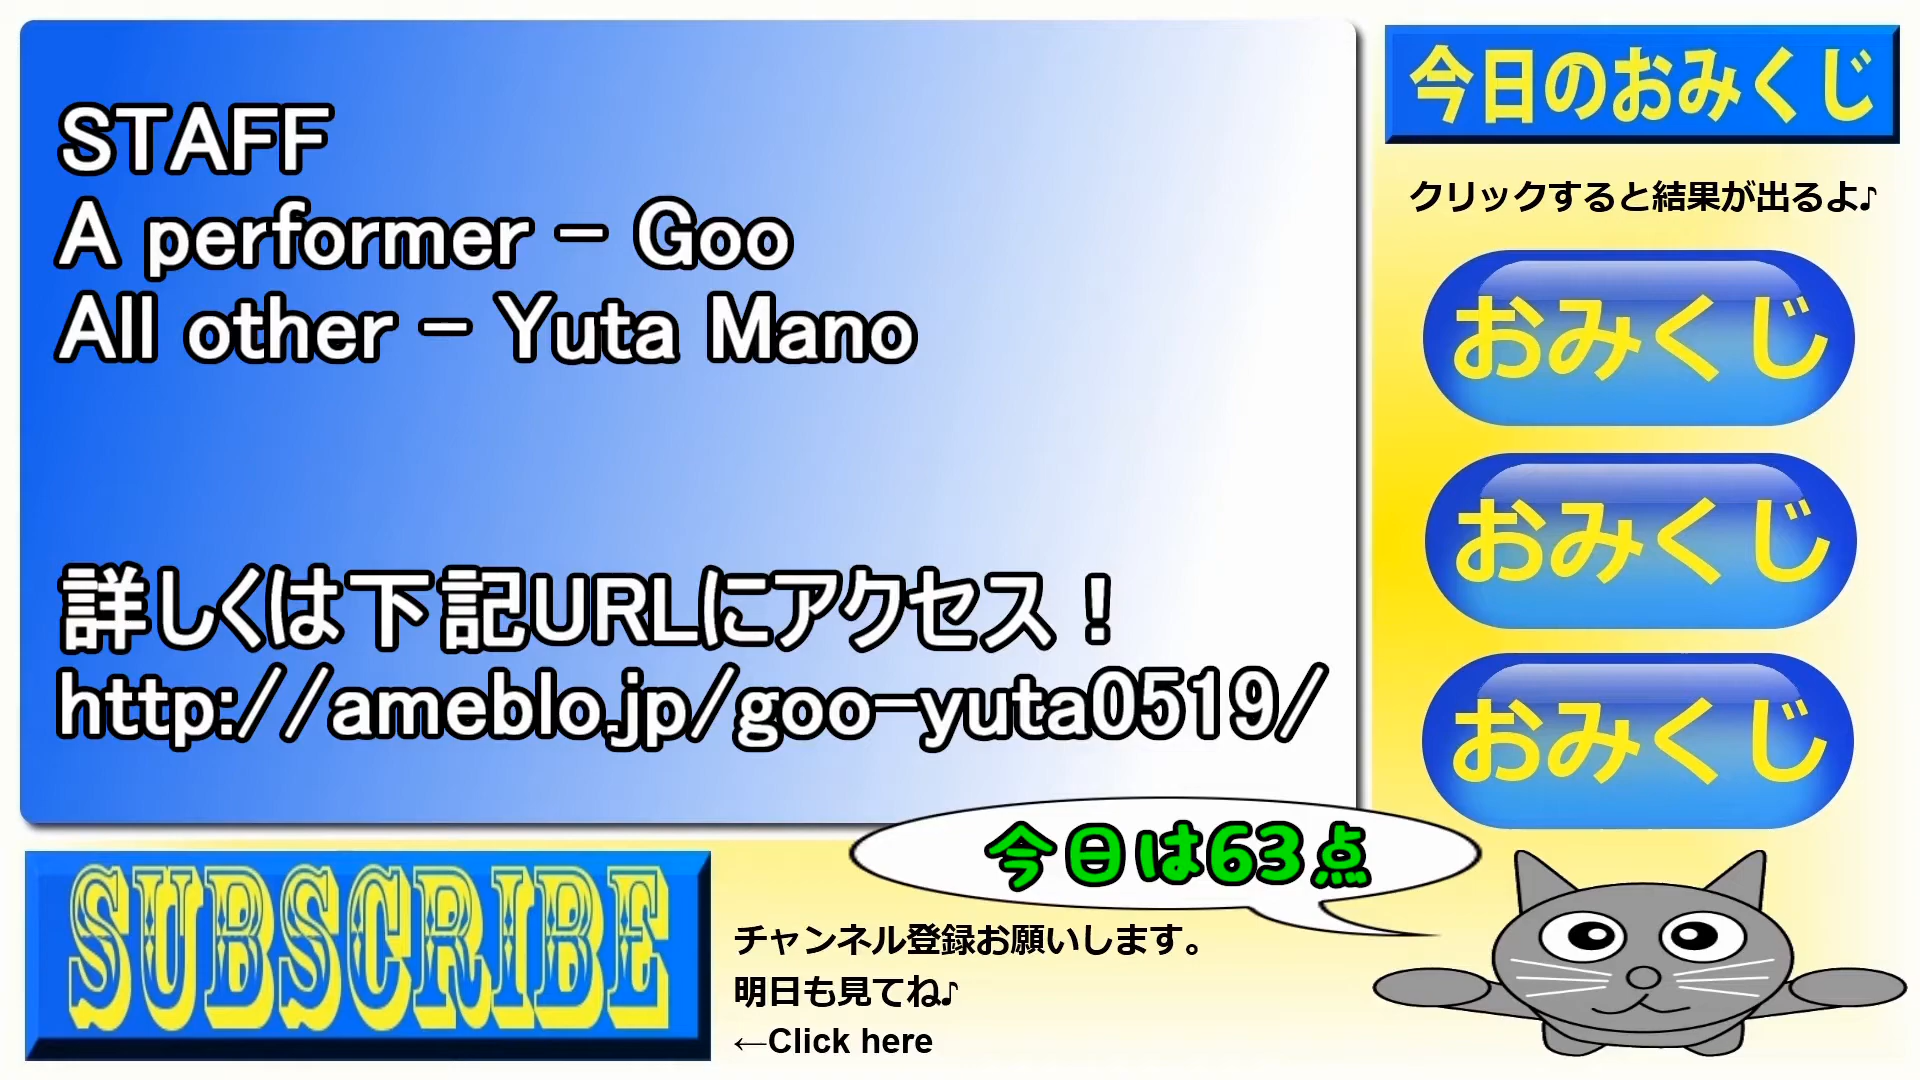 STAFF
A performer - Goo
All other - Yuta Mano
詳しくは下記URLにアクセス！
http://ameblo.jp/goo-yuta0519/
今日のおみくじ
クリックすると結果が出るよ♪
おみくじ
おみくじ
おみくじ
今日は63点
SUBSCRIBE
チャンネル登録お願いします。
明日も見てね♪
←Click here